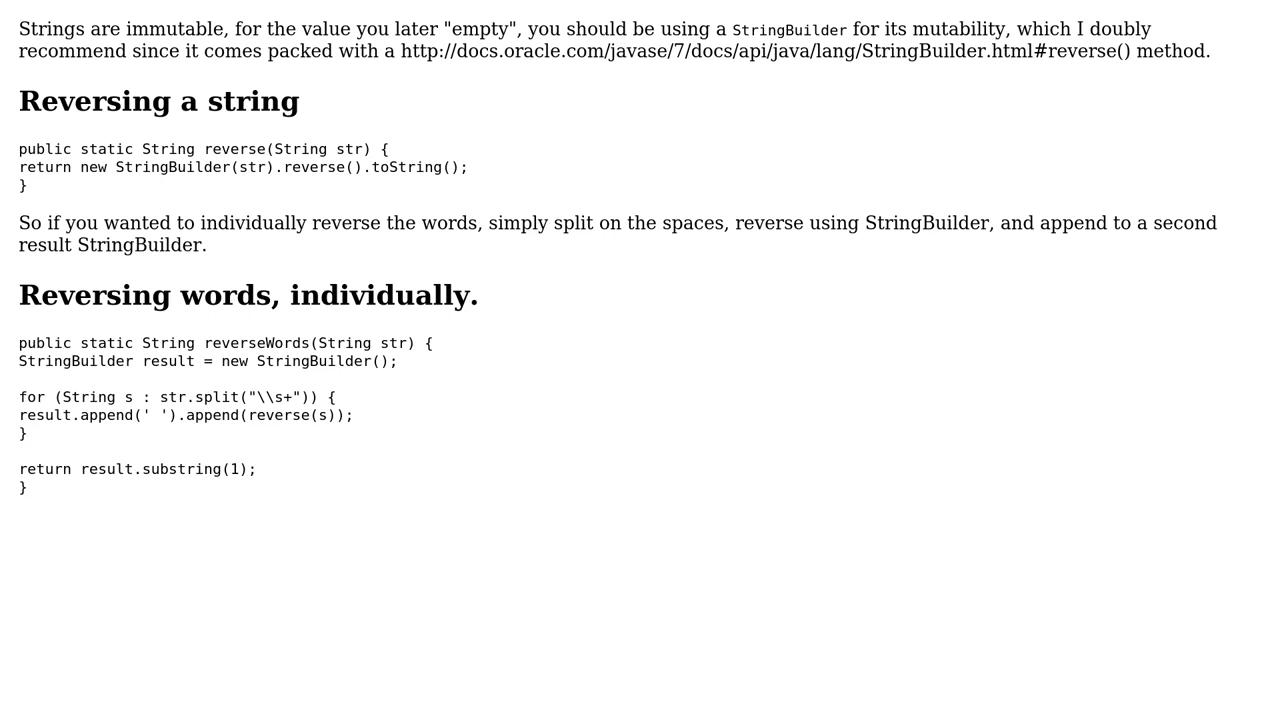 Strings are immutable, for the value you later "empty", you should be using a StringBuilder for its mutability, which I doubly
recommend since it comes packed with a http://docs.oracle.com/javase/7/docs/api/java/lang/StringBuilder.html#reverse() method.
Reversing a string
public static String reverse(String str) {
return new StringBuilder(str).reverse().toString();
}
So if you wanted to individually reverse the words, simply split on the spaces, reverse using StringBuilder, and append to a second
result StringBuilder.
Reversing words, individually.
public static String reverseWords(String str) {
StringBuilder result = new StringBuilder();
for (String s : str.split("\\s+")) {
result.append(' ').append(reverse(s));
}
return result.substring(1);
}